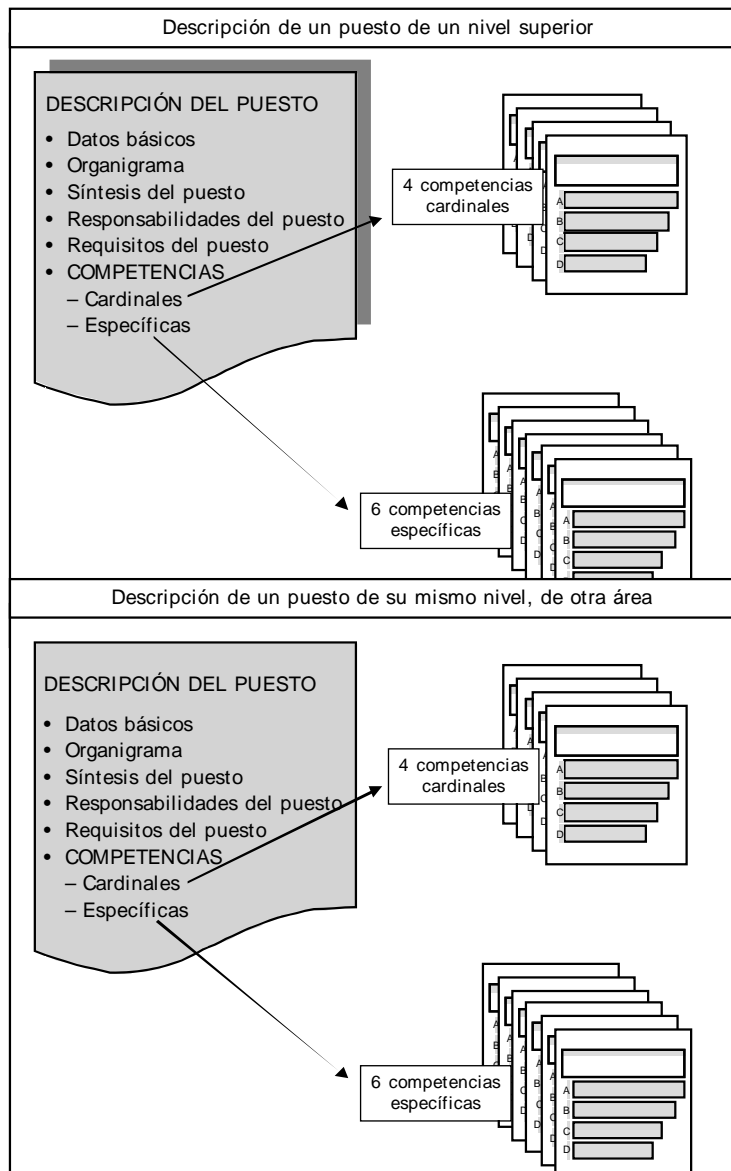 Descripción de un puesto de un nivel superior
DESCRIPCIÓN DEL PUESTO
• Datos básicos
• Organigrama
• Síntesis del puesto
• Responsabilidades del puesto
• Requisitos del puesto
• COMPETENCIAS
– Cardinales
– Específicas
4 competencias
cardinales
A
B
C
D
6 competencias
específicas
A
B
C
Descripción de un puesto de su mismo nivel, de otra área
DESCRIPCIÓN DEL PUESTO
• Datos básicos
• Organigrama
• Síntesis del puesto
• Responsabilidades del puesto
• Requisitos del puesto
• COMPETENCIAS
– Cardinales
– Específicas
4 competencias
cardinales
A
B
C
D
6 competencias
específicas
A
B
C
D